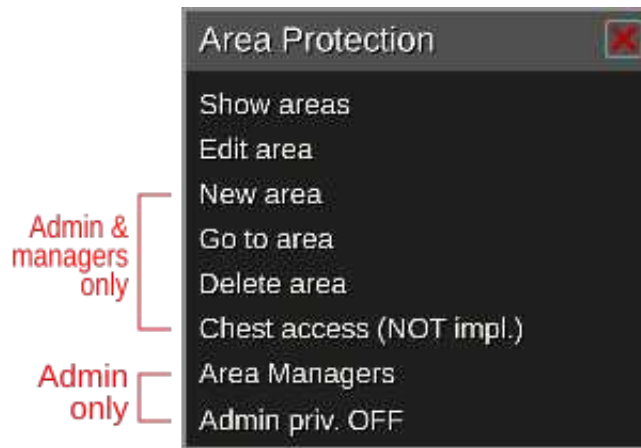 Area Protection
Show areas
Edit area
New area
Go to area
Delete area
Chest access (NOT impl.)
Area Managers
Admin priv. OFF
Admin &
managers
only
Admin
only